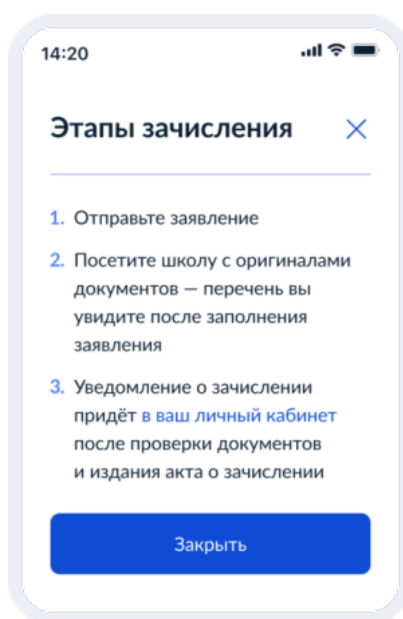 14:20
Этапы зачисления
1. Отправьте заявление
2. Посетите школу с оригиналами
документов — перечень вы
увидите после заполнения
заявления
3. Уведомление о зачислении
придёт в ваш личный кабинет
после проверки документов
и издания акта о зачислении
Закрыть